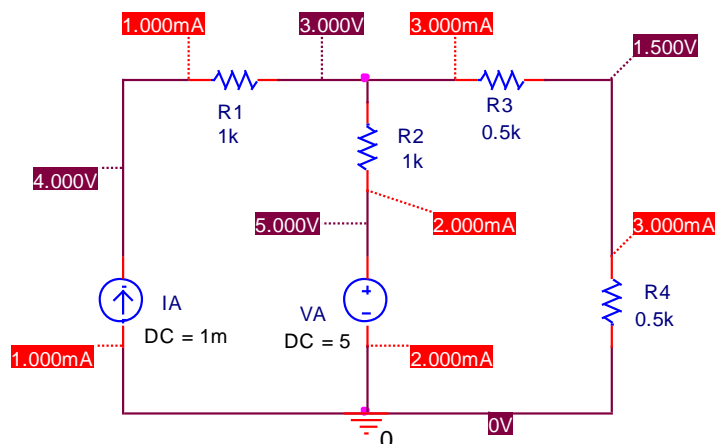 1.000mA
3.000V
3.000mA
1.500V
R1
1k
R3
0.5k
R2
1k
4.000V
5.000V
2.000mA
3.000mA
IA
DC = 1m
VA
DC = 5
+
−
R4
0.5k
1.000mA
2.000mA
0V
0